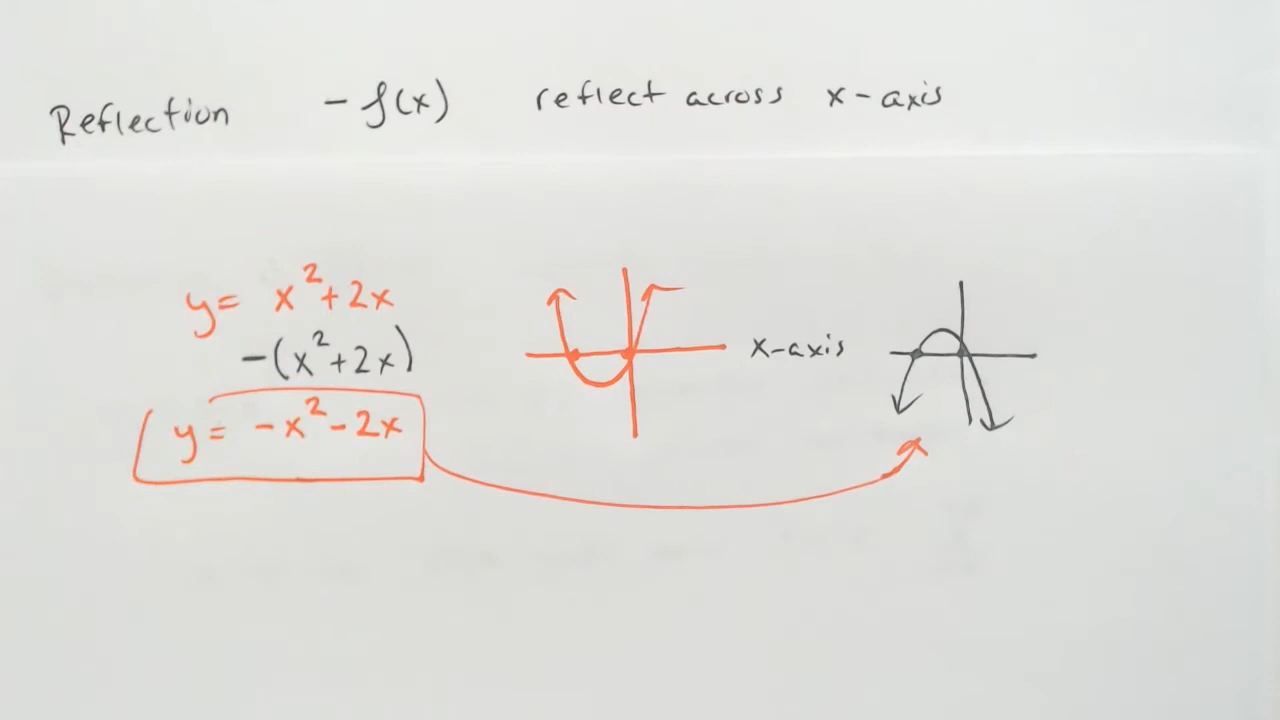 Reflection -f(x) reflect across x-axis
y= x²+2x
-(x²+2x)
y= -x²-2x
x-axis